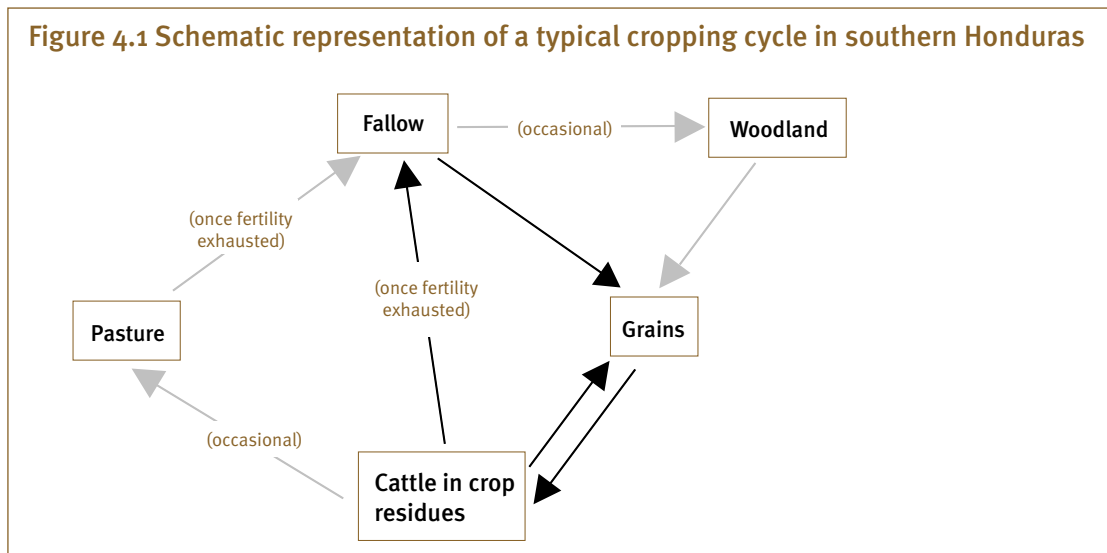 Figure 4.1 Schematic representation of a typical cropping cycle in southern Honduras
Fallow
(occasional)
Woodland
(once fertility
exhausted)
(once fertility
exhausted)
Pasture
Grains
(occasional)
Cattle in crop
residues